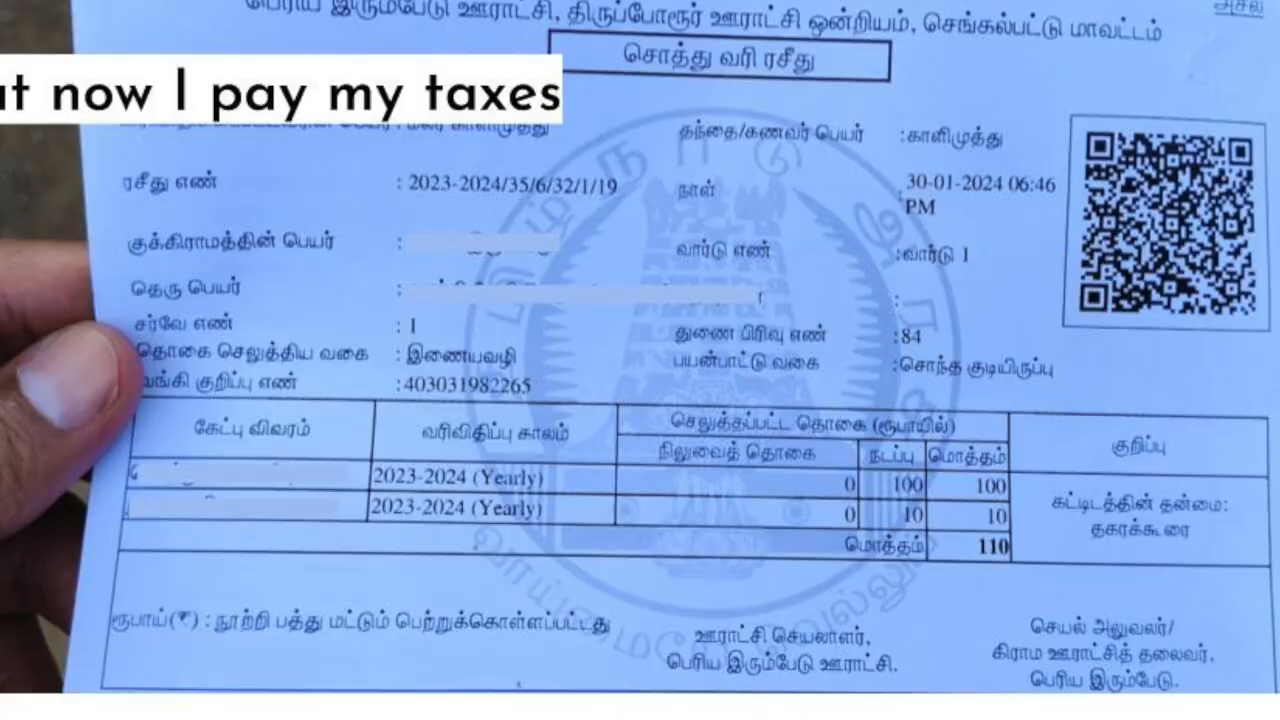 அசல்
பெரிய இரும்பேடு ஊராட்சி, திருப்போரூர் ஊராட்சி ஒன்றியம், செங்கல்பட்டு மாவட்டம்
சொத்து வரி ரசீது
at now I pay my taxes
தந்தை/கணவர் பெயர் : காளிமுத்து
ரசீது எண் : 2023-2024/35/6/32/1/19 நாள் : 30-01-2024 06:46 PM
குக்கிராமத்தின் பெயர் : வார்டு எண் : வார்டு 1
தெரு பெயர் : :
சர்வே எண் : 1 துணை பிரிவு எண் : 84
தொகை செலுத்திய வகை : இணையவழி பயன்பாட்டு வகை : சொந்த குடியிருப்பு
வங்கி குறிப்பு எண் : 403031982265
கேட்பு விவரம் வரிவிதிப்பு காலம் செலுத்தப்பட்ட தொகை (ரூபாயில்) குறிப்பு
நிலுவைத் தொகை நடப்பு மொத்தம்
2023-2024 (Yearly) 0 100 100
2023-2024 (Yearly) 0 10 10
கட்டிடத்தின் தன்மை:
தகரக்கூரை
மொத்தம் 110
ரூபாய்(₹) : நூற்றி பத்து மட்டும் பெற்றுக்கொள்ளப்பட்டது
ஊராட்சி செயலாளர்,
பெரிய இரும்பேடு ஊராட்சி.
செயல் அலுவலர்/
கிராம ஊராட்சித் தலைவர்,
பெரிய இரும்பேடு.
தமிழ்நாடு அரசு
வாய்மையே வெல்லும்